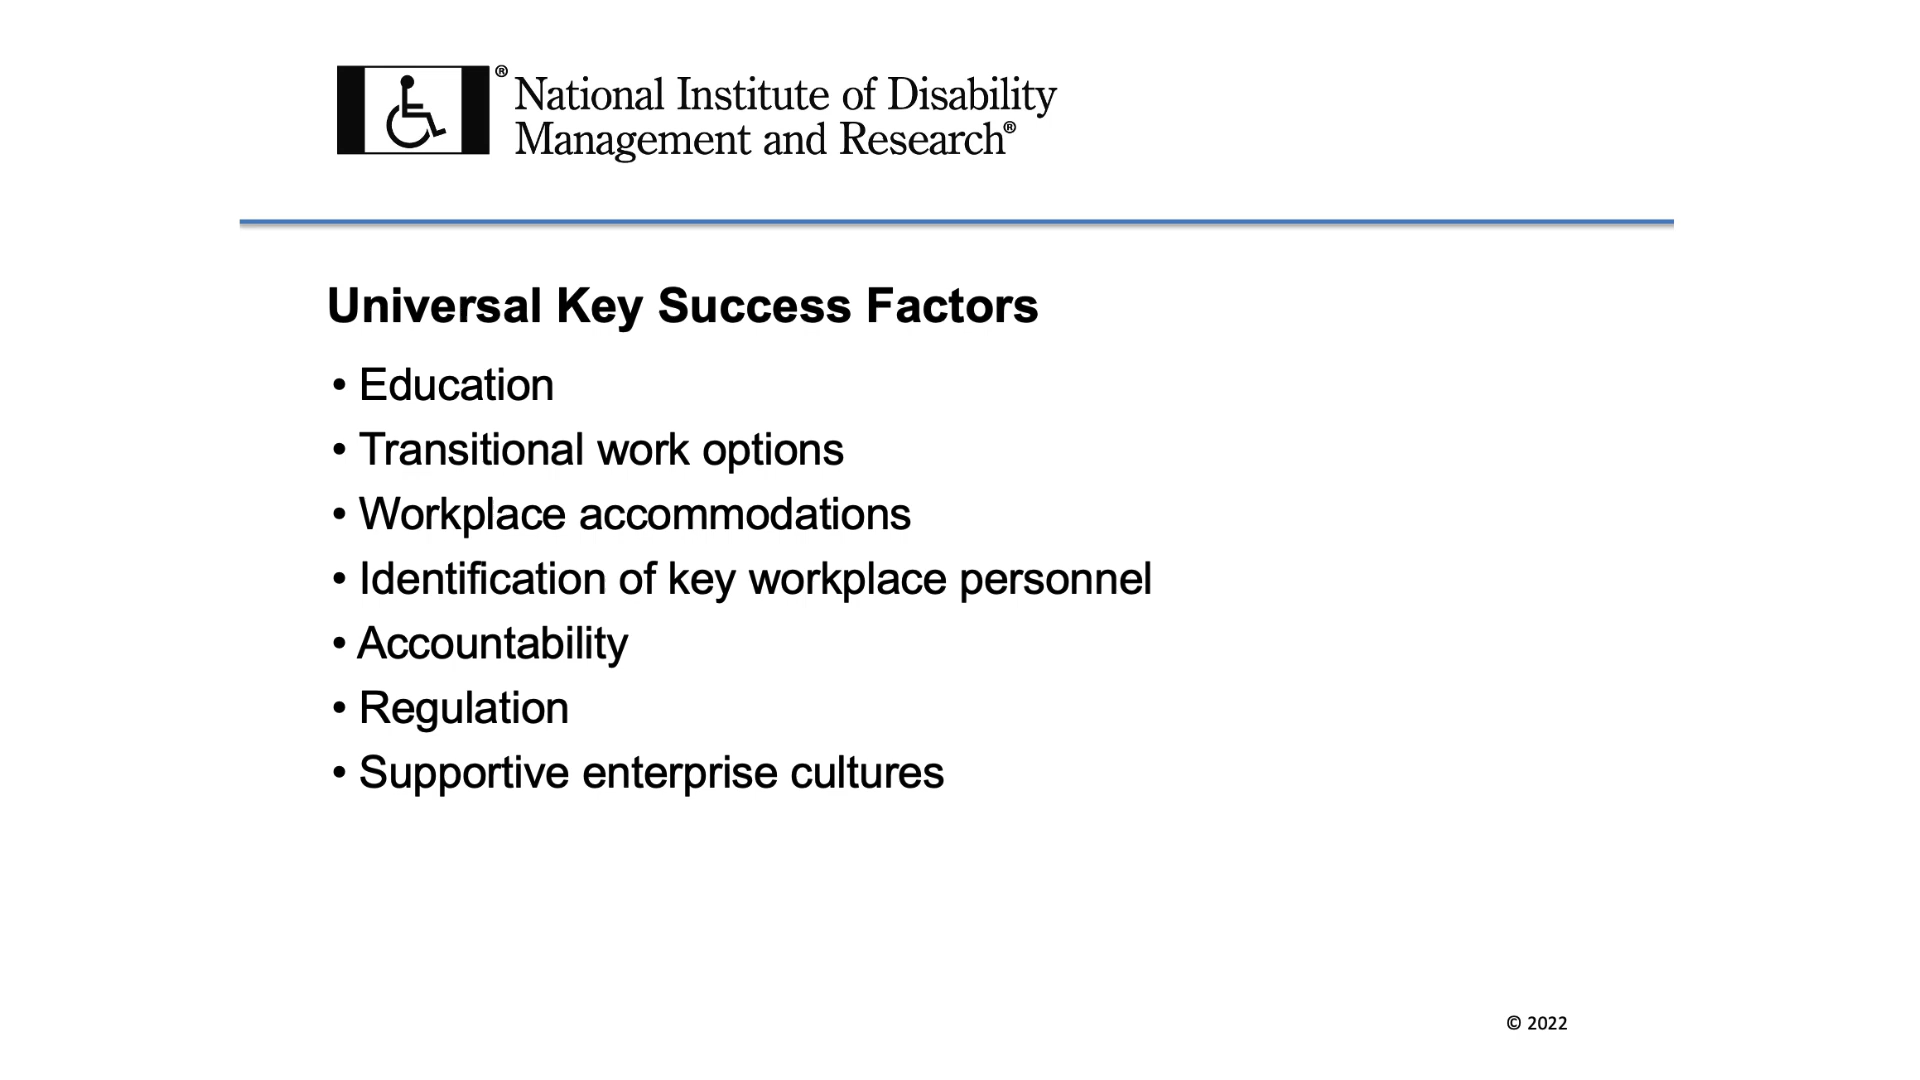 ® National Institute of Disability
Management and Research®
Universal Key Success Factors
• Education
• Transitional work options
• Workplace accommodations
• Identification of key workplace personnel
• Accountability
• Regulation
• Supportive enterprise cultures
© 2022